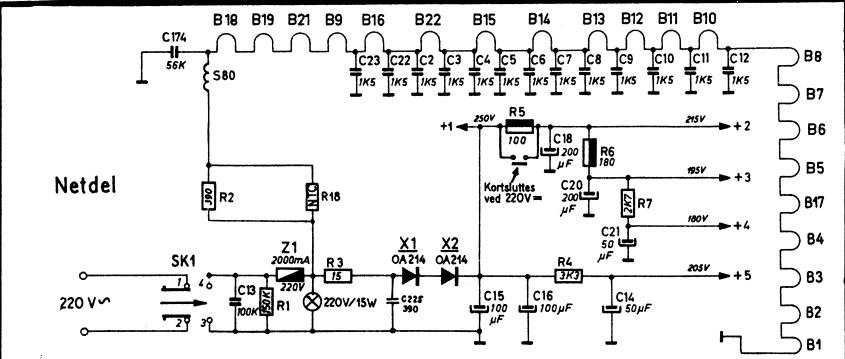 B18 B19 B21 B9 B16 B22 B15 B14 B13 B12 B11 B10
C174
56K
S80
C23 C22 C2 C3 C4 C5 C6 C7 C8 C9 C10 C11 C12
1K5 1K5 1K5 1K5 1K5 1K5 1K5 1K5 1K5 1K5 1K5 1K5 1K5
B8
B7
B6
B5
B17
B4
B3
B2
B1
+1
250V
R5
100
215V
+2
C18
200
µF
R6
180
Kortsluttes
ved 220V=
195V
+3
C20
200
µF
R7
2K7
180V
+4
C21
50
µF
Netdel
R2
390
NTC
R18
SK1
220 V~
1
2
4
3
C13
100K
150K
R1
Z1
2000mA
220V
220V/15W
R3
15
C225
390
X1
OA214
X2
OA214
C15
100
µF
C16
100µF
R4
3K3
C14
50µF
205V
+5